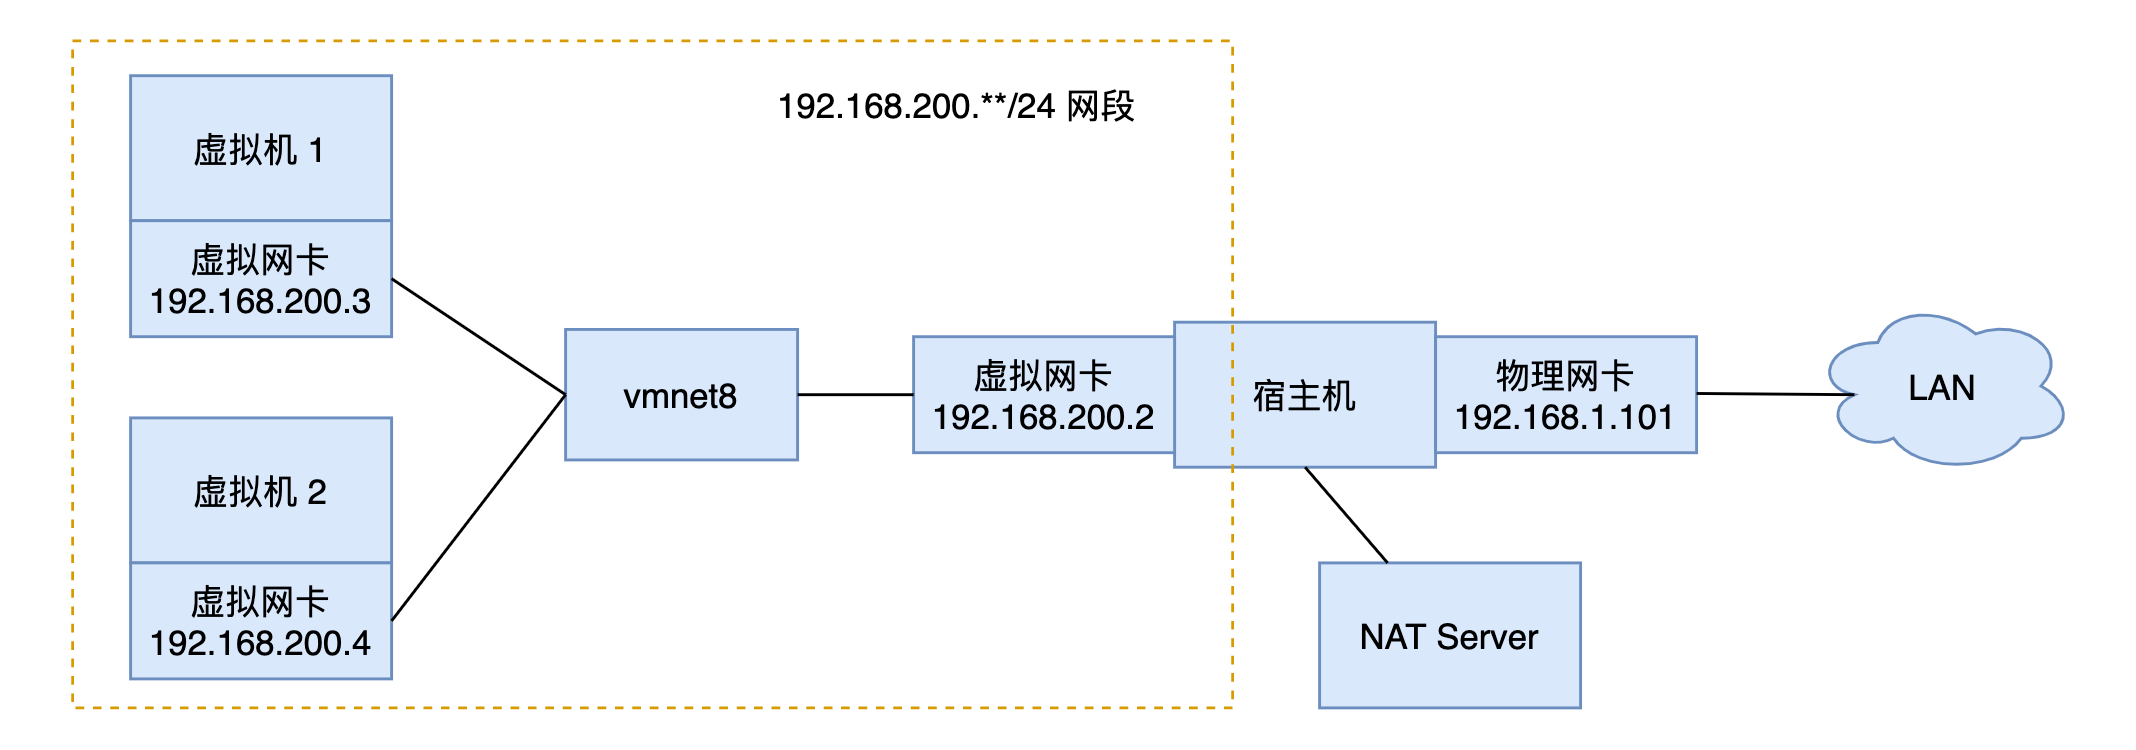 192.168.200.**/24 网段
虚拟机 1
虚拟网卡
192.168.200.3
虚拟机 2
虚拟网卡
192.168.200.4
vmnet8
虚拟网卡
192.168.200.2
宿主机
物理网卡
192.168.1.101
LAN
NAT Server